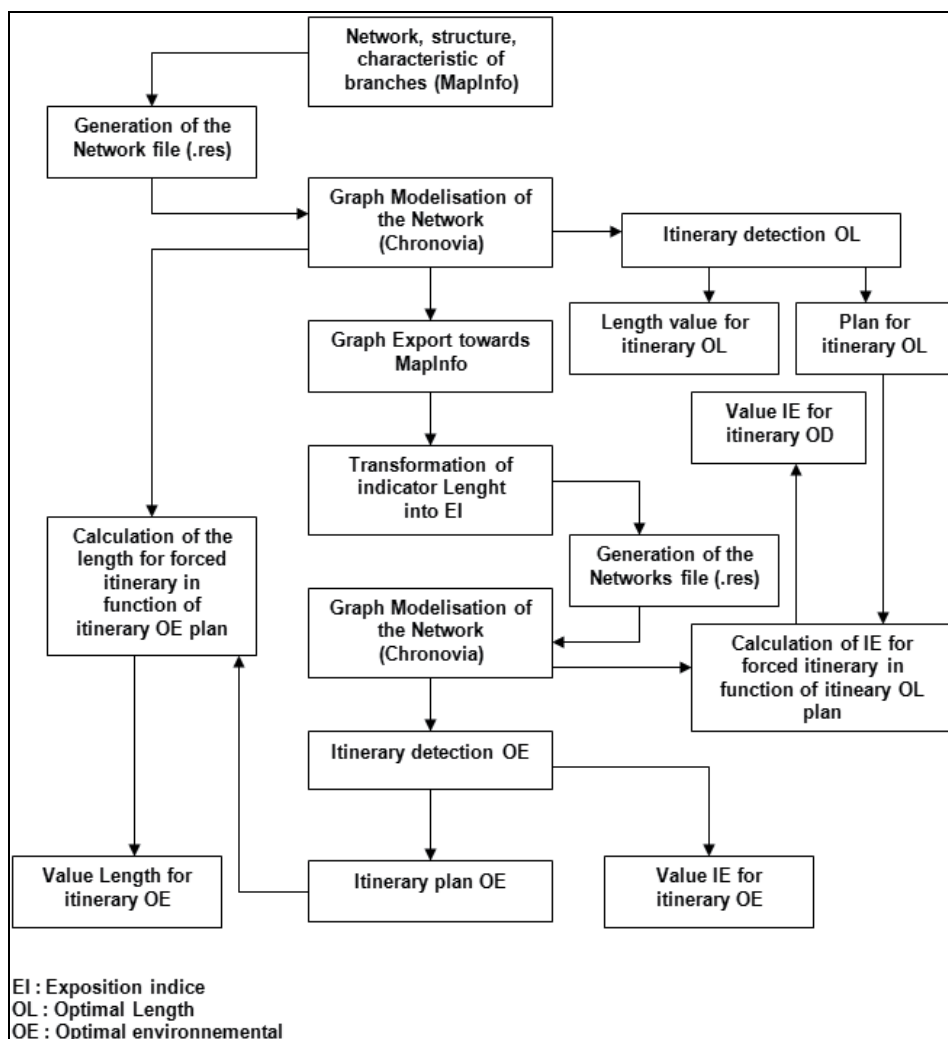 Network, structure,
characteristic of
branches (MapInfo)
Generation of the
Network file (.res)
Graph Modelisation of
the Network
(Chronovia)
Itinerary detection OL
Length value for
itinerary OL
Plan for
itinerary OL
Graph Export towards
MapInfo
Value IE for
itinerary OD
Transformation of
indicator Lenght
into EI
Calculation of the
length for forced
itinerary in
function of
itinerary OE plan
Generation of the
Networks file (.res)
Graph Modelisation of
the Network
(Chronovia)
Calculation of IE for
forced itinerary in
function of itineary OL
plan
Itinerary detection OE
Value Length for
itinerary OE
Itinerary plan OE
Value IE for
itinerary OE
EI : Exposition indice
OL : Optimal Length
OE : Optimal environnemental